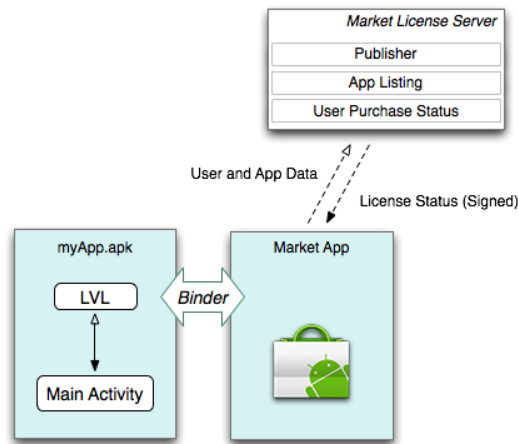 Market License Server
Publisher
App Listing
User Purchase Status
User and App Data
License Status (Signed)
myApp.apk
Market App
LVL
Binder
Main Activity